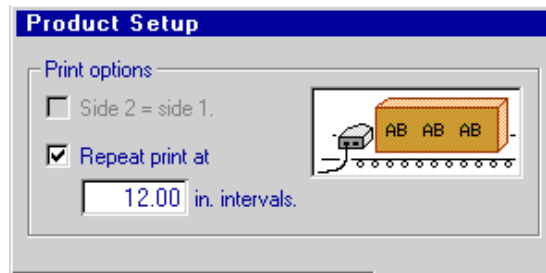 Product Setup
Print options
Side 2 = side 1.
Repeat print at
12.00 in. intervals.
AB AB AB